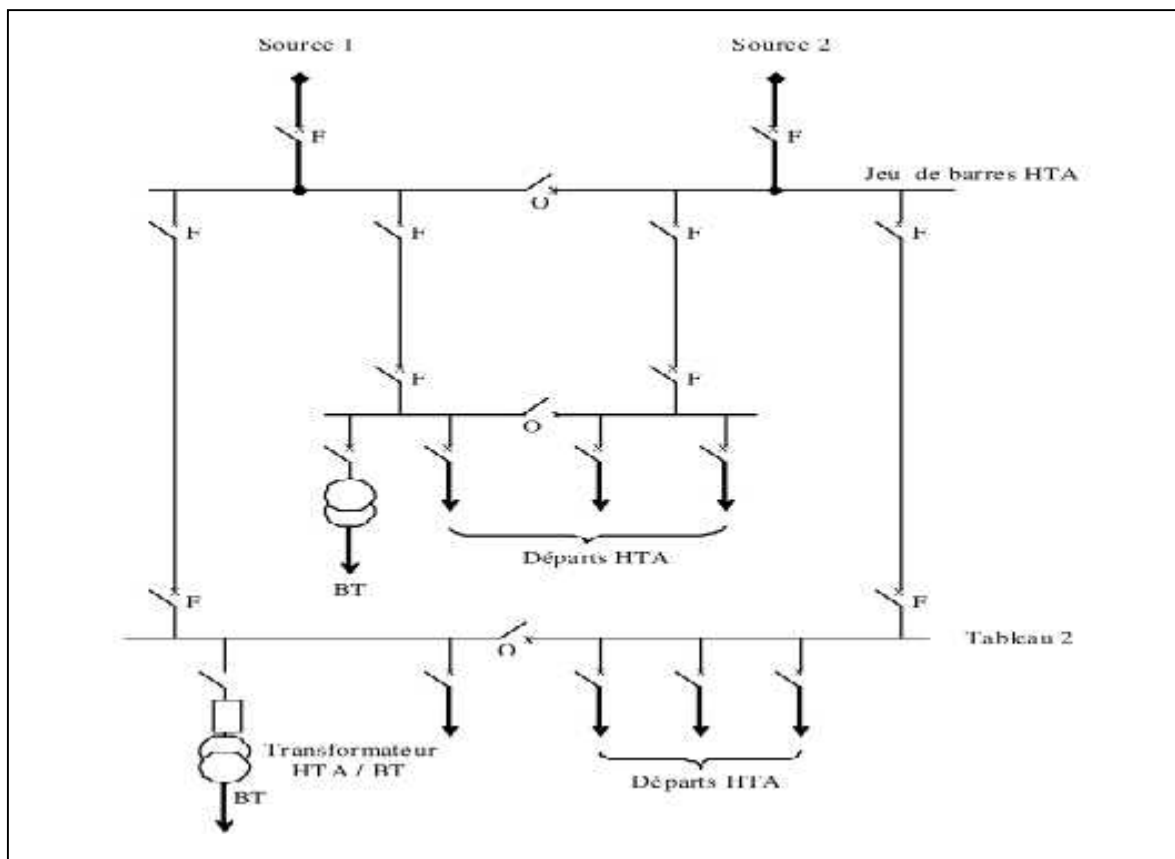 Source 1
Source 2
F
F
Jeu de barres HTA
O
F
F
F
F
F
F
O
Départs HTA
BT
F
F
O
Tableau 2
Transformateur
HTA / BT
Départs HTA
BT